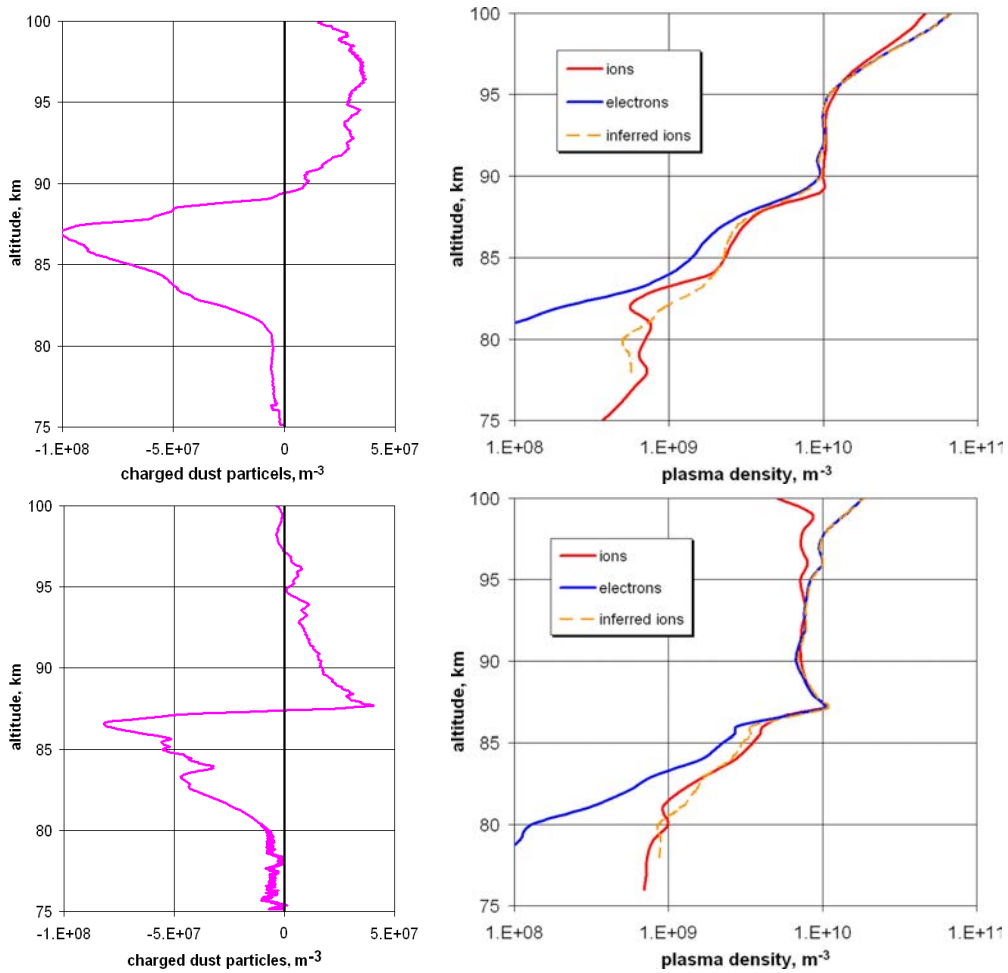 100
95
90
85
80
75
altitude, km
-1.E+08
-5.E+07
0
5.E+07
charged dust particels, m-3
100
95
90
85
80
75
altitude, km
ions
electrons
inferred ions
1.E+08
1.E+09
1.E+10
1.E+11
plasma density, m-3
100
95
90
85
80
75
altitude, km
-1.E+08
-5.E+07
0
5.E+07
charged dust particles, m-3
100
95
90
85
80
75
altitude, km
ions
electrons
inferred ions
1.E+08
1.E+09
1.E+10
1.E+11
plasma density, m-3